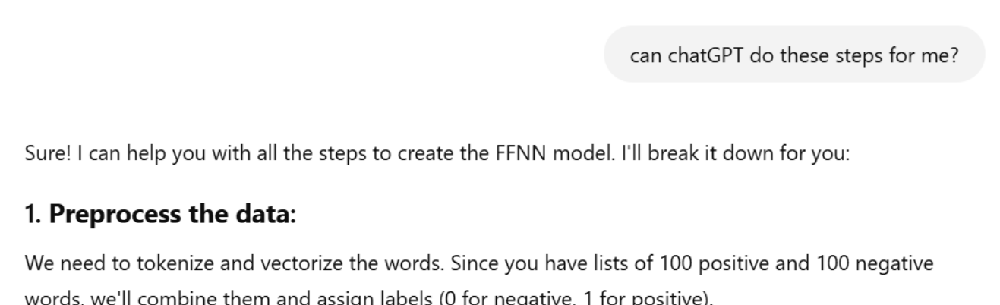 can chatGPT do these steps for me?
Sure! I can help you with all the steps to create the FFNN model. I'll break it down for you:
1. Preprocess the data:
We need to tokenize and vectorize the words. Since you have lists of 100 positive and 100 negative
words, we'll combine them and assign labels (0 for negative, 1 for positive).